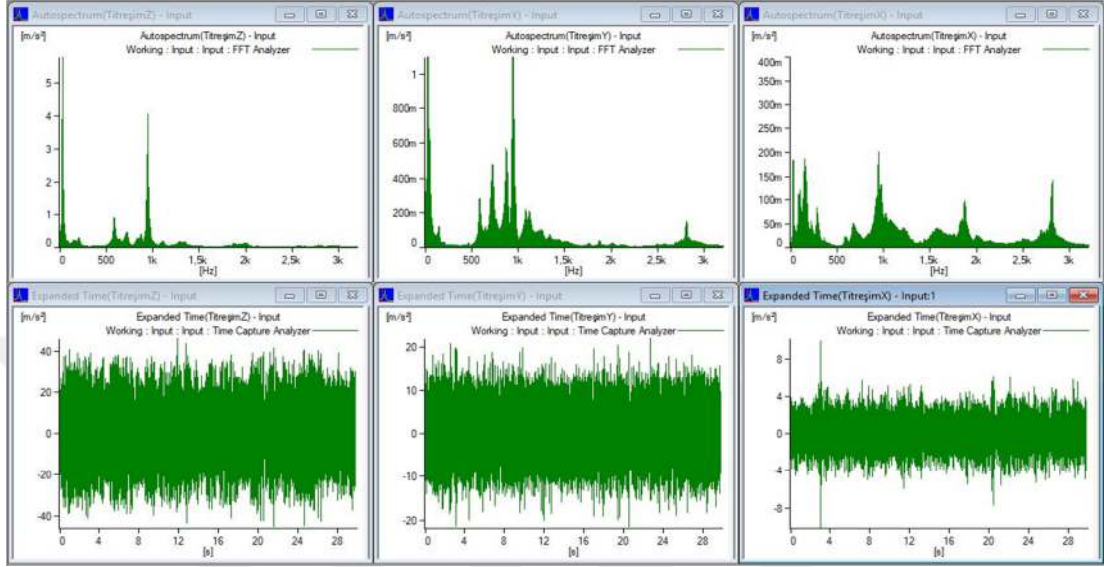 Autospectrum(TitreşimZ) - Input
[m/s²]
Autospectrum(TitreşimZ) - Input
Working : Input : Input : FFT Analyzer
5
4
3
2
1
0
0 500 1k 1,5k 2k 2,5k 3k
[Hz]
Autospectrum(TitreşimY) - Input
[m/s²]
Autospectrum(TitreşimY) - Input
Working : Input : Input : FFT Analyzer
1
800m
600m
400m
200m
0
0 500 1k 1,5k 2k 2,5k 3k
[Hz]
Autospectrum(TitreşimX) - Input
[m/s²]
Autospectrum(TitreşimX) - Input
Working : Input : Input : FFT Analyzer
400m
350m
300m
250m
200m
150m
100m
50m
0
0 500 1k 1,5k 2k 2,5k 3k
[Hz]
Expanded Time(TitreşimZ) - Input
[m/s²]
Expanded Time(TitreşimZ) - Input
Working : Input : Input : Time Capture Analyzer
40
20
0
-20
-40
0 4 8 12 16 20 24 28
[s]
Expanded Time(TitreşimY) - Input
[m/s²]
Expanded Time(TitreşimY) - Input
Working : Input : Input : Time Capture Analyzer
20
10
0
-10
-20
0 4 8 12 16 20 24 28
[s]
Expanded Time(TitreşimX) - Input:1
[m/s²]
Expanded Time(TitreşimX) - Input
Working : Input : Input : Time Capture Analyzer
8
4
0
-4
-8
0 4 8 12 16 20 24 28
[s]